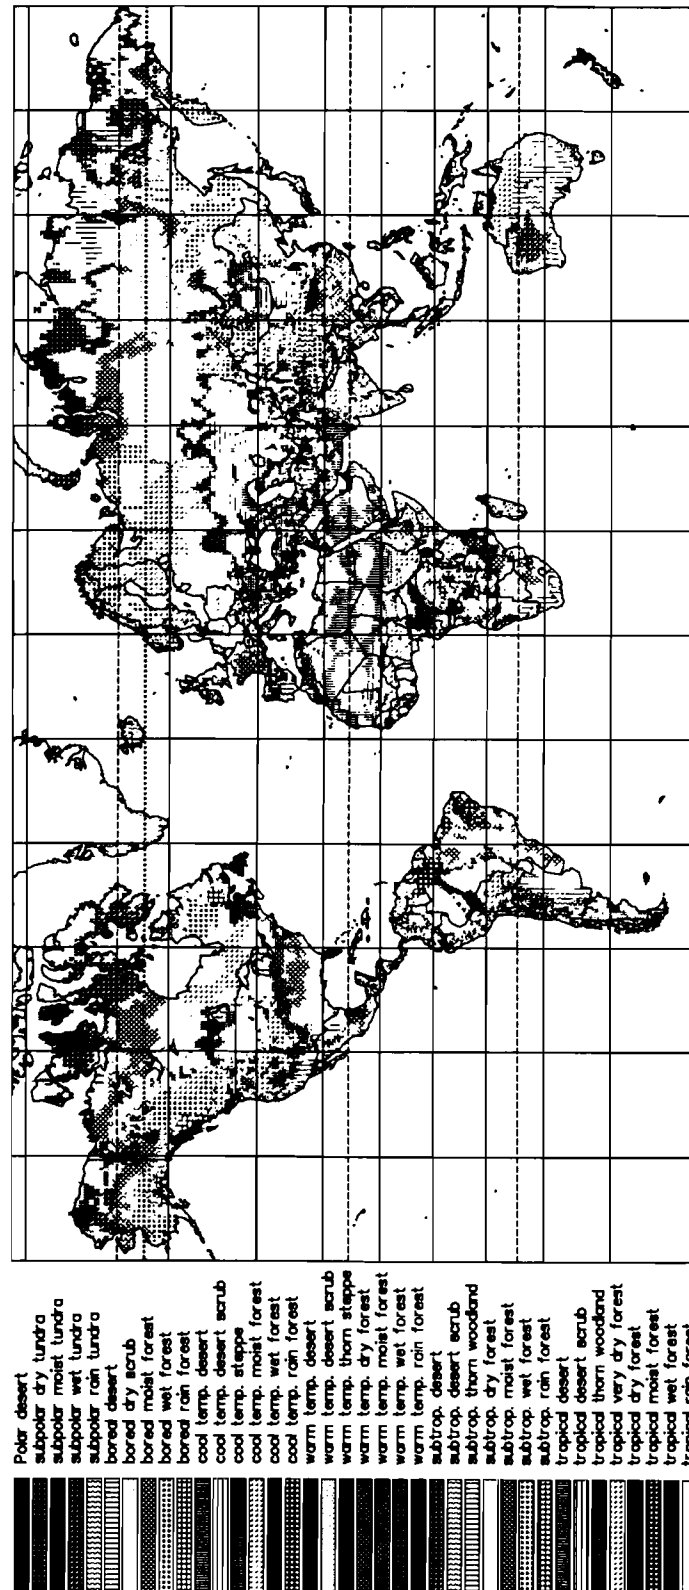 Polar desert
subpolar dry tundra
subpolar moist tundra
subpolar wet tundra
subpolar rain tundra
boreal desert
boreal dry scrub
boreal moist forest
boreal wet forest
boreal rain forest
cool temp. desert
cool temp. desert scrub
cool temp. steppe
cool temp. moist forest
cool temp. wet forest
cool temp. rain forest
warm temp. desert
warm temp. desert scrub
warm temp. thorn steppe
warm temp. dry forest
warm temp. moist forest
warm temp. wet forest
warm temp. rain forest
subtrop. desert
subtrop. desert scrub
subtrop. thorn woodland
subtrop. dry forest
subtrop. moist forest
subtrop. wet forest
subtrop. rain forest
tropical desert
tropical desert scrub
tropical thorn woodland
tropical very dry forest
tropical dry forest
tropical moist forest
tropical wet forest
tropical rain forest